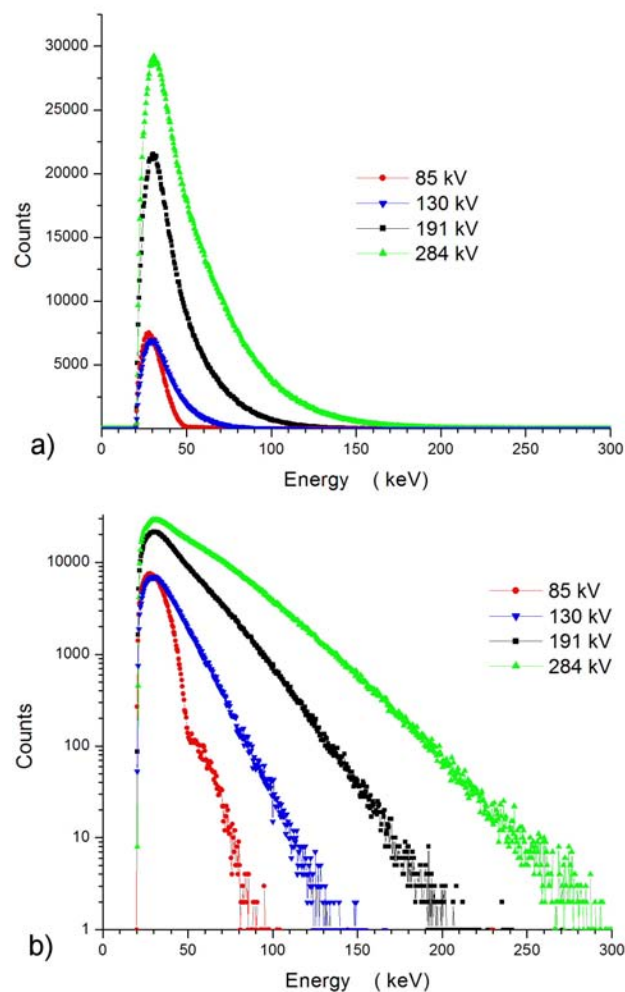 30000
25000
20000
15000
10000
5000
Counts
85 kV
130 kV
191 kV
284 kV
0 50 100 150 200 250 300
a)
Energy ( keV)
10000
1000
100
10
1
Counts
85 kV
130 kV
191 kV
284 kV
0 50 100 150 200 250 300
b)
Energy ( keV)